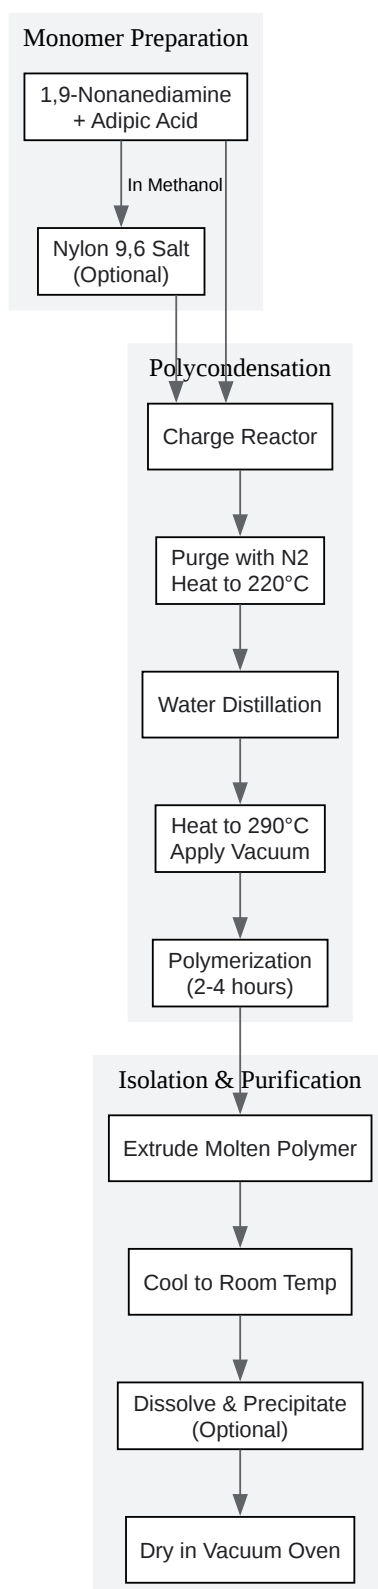 Monomer Preparation
1,9-Nonanediamine
+ Adipic Acid
In Methanol
Nylon 9,6 Salt
(Optional)
Polycondensation
Charge Reactor
Purge with N2
Heat to 220°C
Water Distillation
Heat to 290°C
Apply Vacuum
Polymerization
(2-4 hours)
Isolation & Purification
Extrude Molten Polymer
Cool to Room Temp
Dissolve & Precipitate
(Optional)
Dry in Vacuum Oven